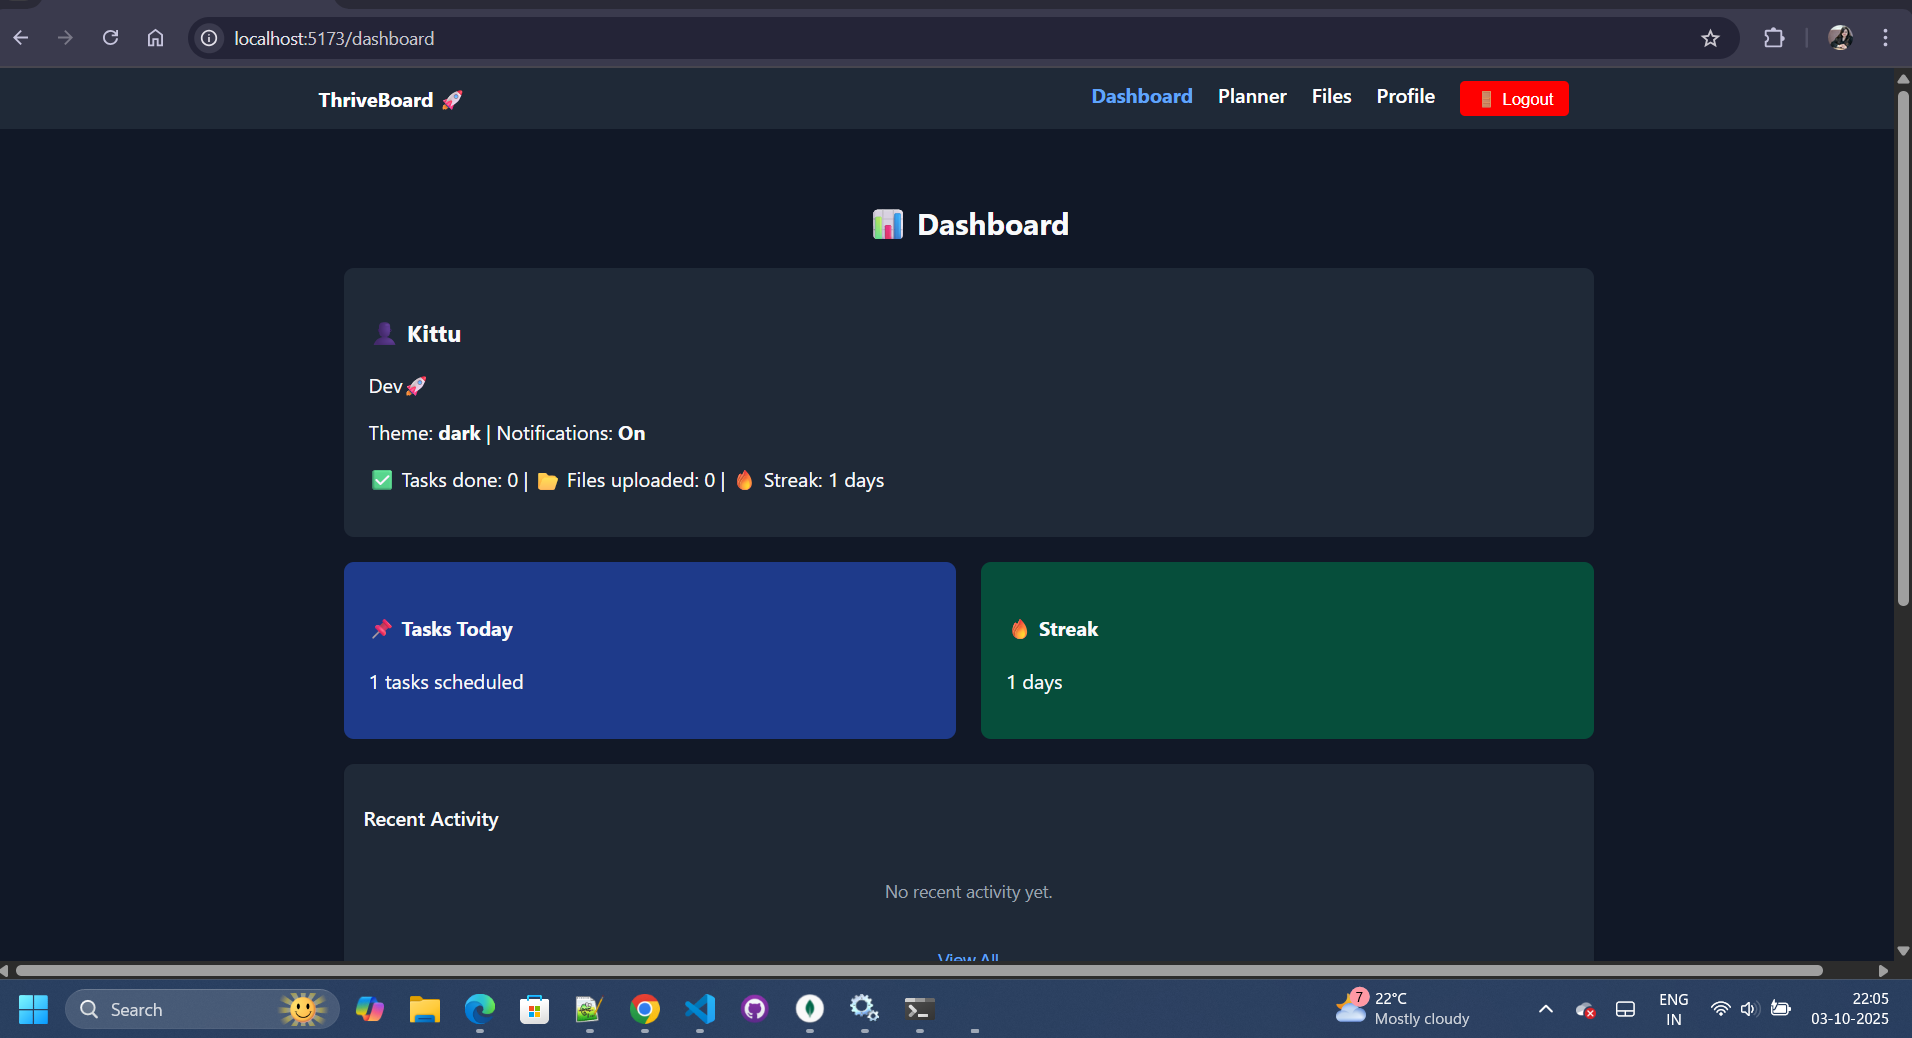 localhost:5173/dashboard
ThriveBoard 🚀
Dashboard Planner Files Profile 🚪 Logout
📊 Dashboard
👤 Kittu
Dev🚀
Theme: dark | Notifications: On
✅ Tasks done: 0 | 📂 Files uploaded: 0 | 🔥 Streak: 1 days
📌 Tasks Today
1 tasks scheduled
🔥 Streak
1 days
Recent Activity
No recent activity yet.
View All
Search
7
22°C
Mostly cloudy
ENG
IN
22:05
03-10-2025